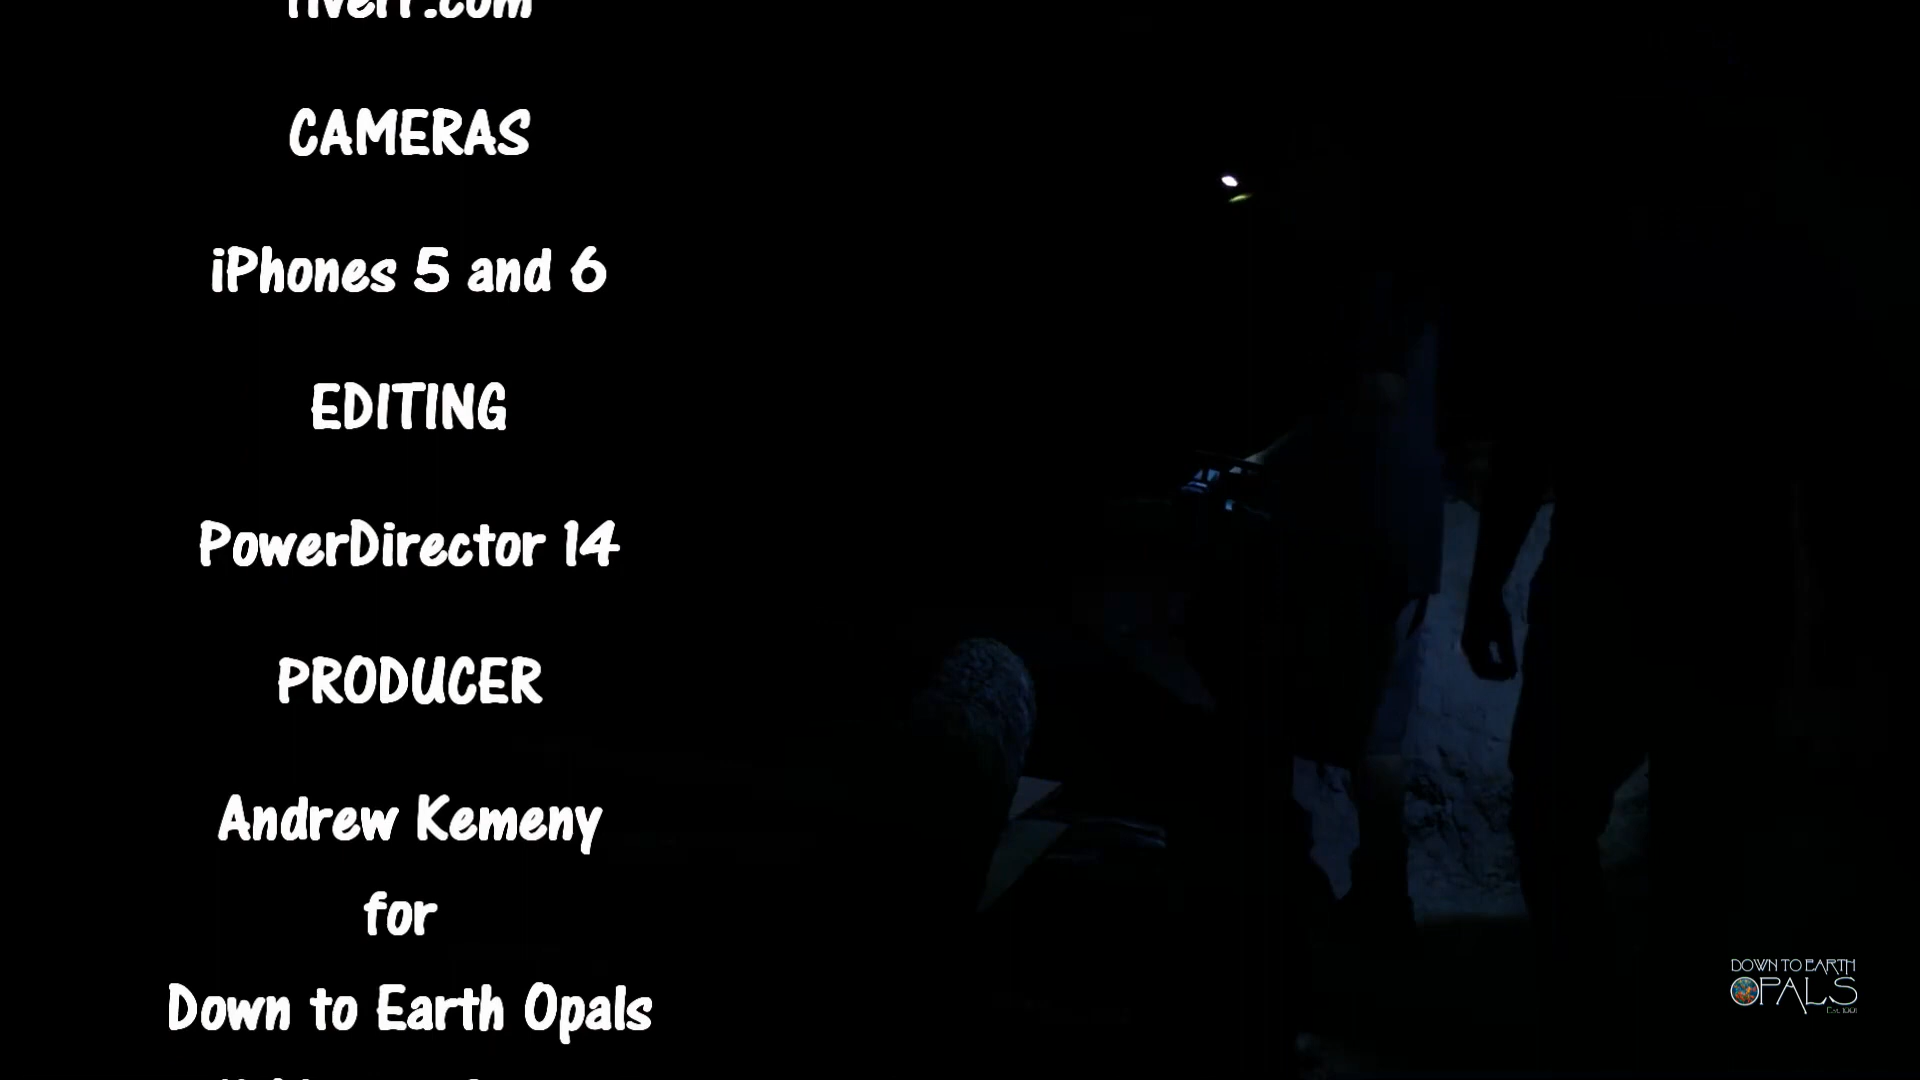 CAMERAS
iPhones 5 and 6
EDITING
PowerDirector 14
PRODUCER
Andrew Kemeny
for
Down to Earth Opals
DOWN TO EARTH
OPALS